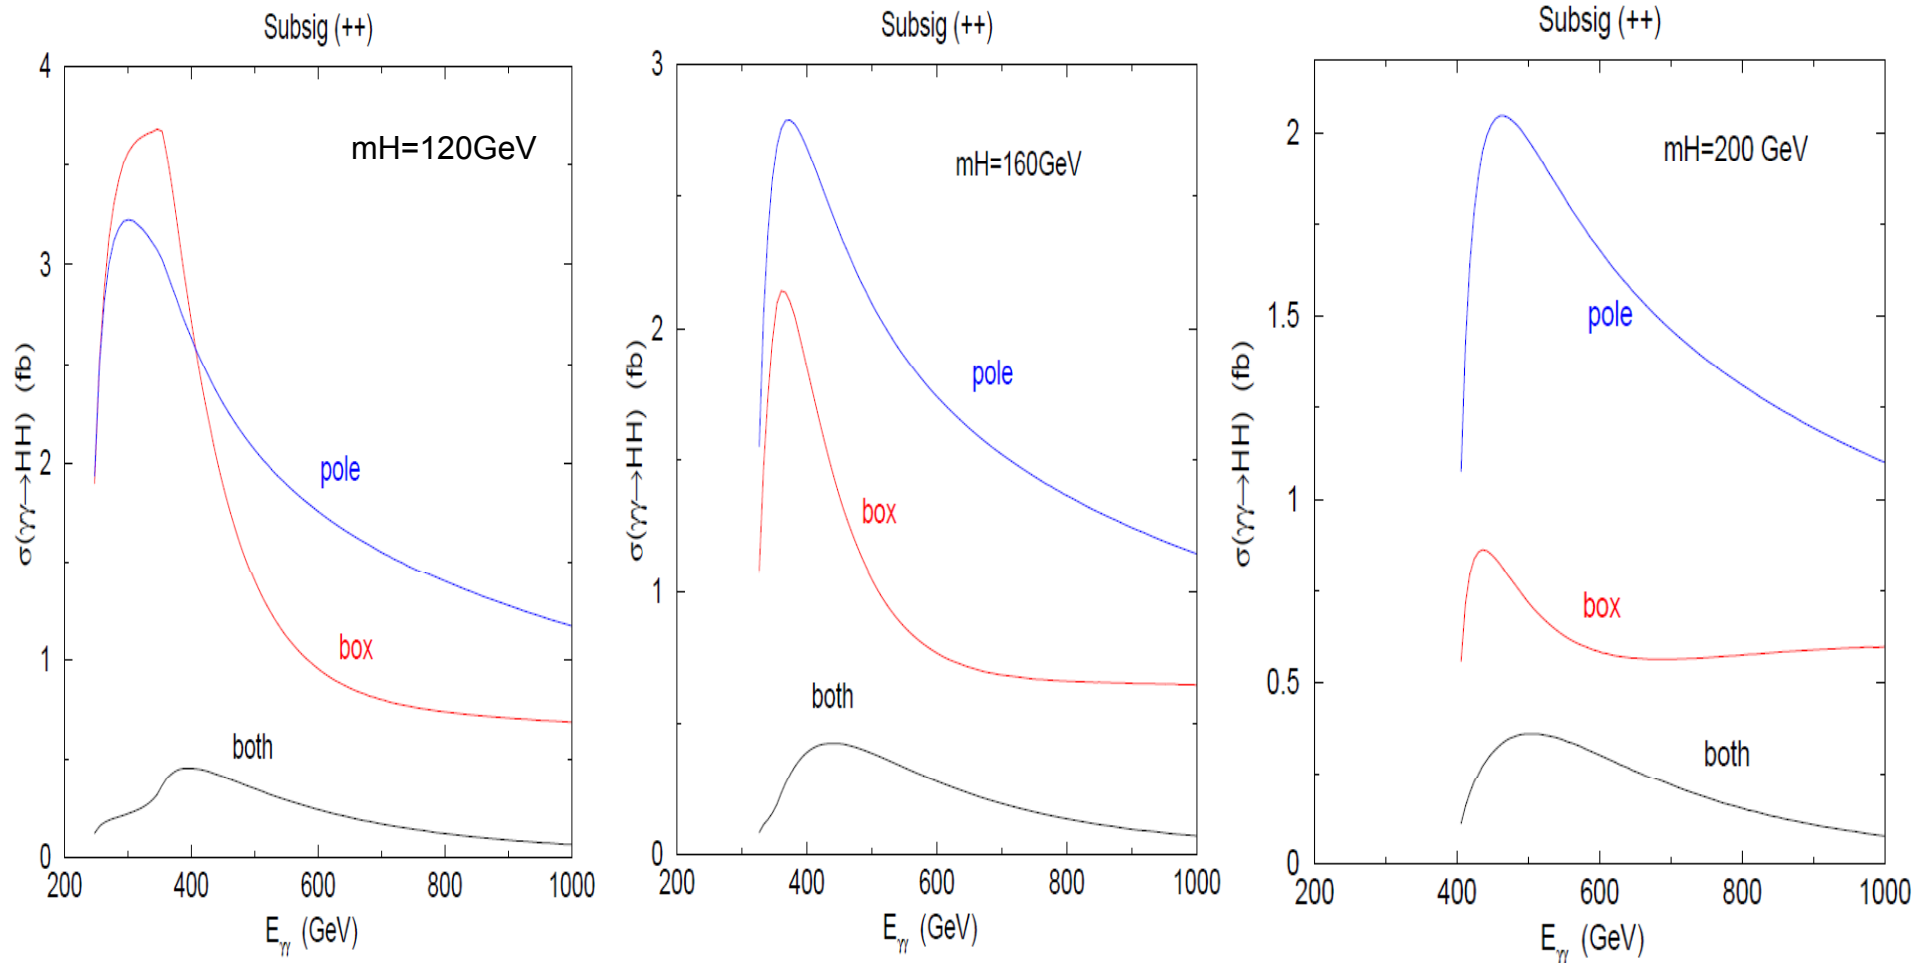 Subsig (++)
4
3
2
1
0
mH=120GeV
pole
box
both
σ(γγ→HH) (fb)
200 400 600 800 1000
Eγγ (GeV)
Subsig (++)
3
2
1
0
mH=160GeV
pole
box
both
σ(γγ→HH) (fb)
200 400 600 800 1000
Eγγ (GeV)
Subsig (++)
2
1.5
1
0.5
0
mH=200 GeV
pole
box
both
σ(γγ→HH) (fb)
200 400 600 800 1000
Eγγ (GeV)